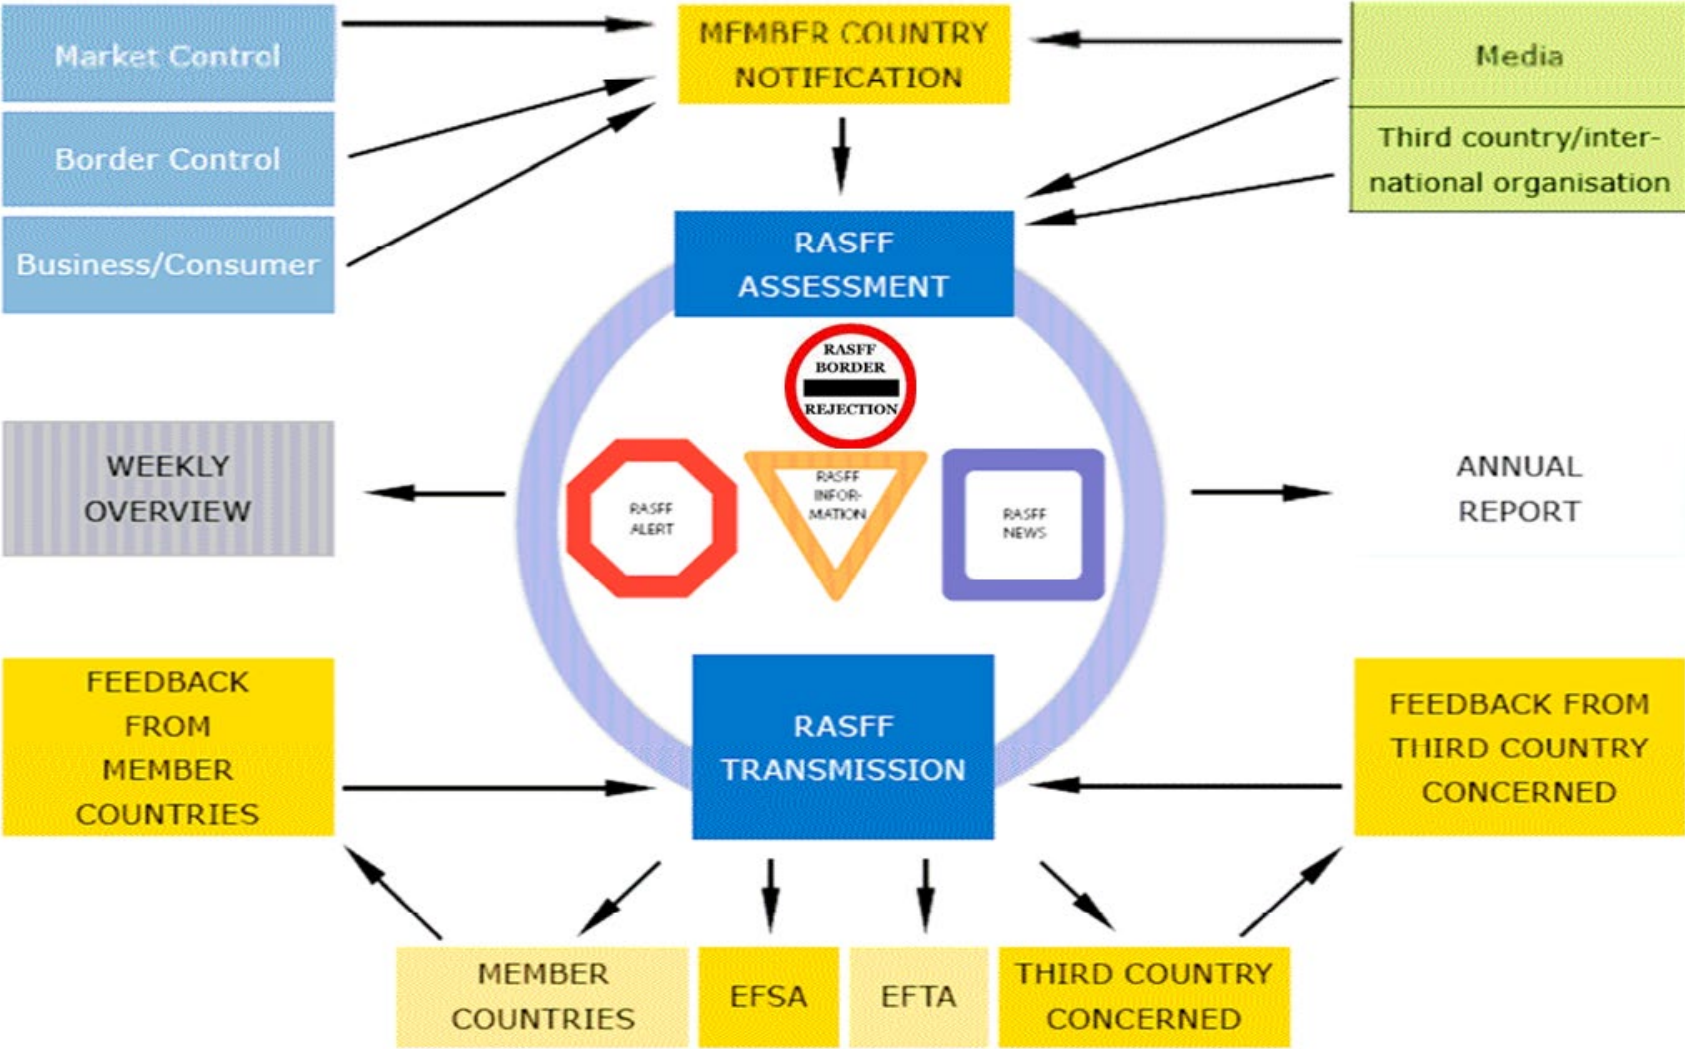 Market Control
Border Control
Business/Consumer
MEMBER COUNTRY
NOTIFICATION
Media
Third country/inter-
national organisation
RASFF
ASSESSMENT
RASFF
BORDER
REJECTION
RASFF
ALERT
RASFF
INFOR-
MATION
RASFF
NEWS
WEEKLY
OVERVIEW
ANNUAL
REPORT
FEEDBACK
FROM
MEMBER
COUNTRIES
RASFF
TRANSMISSION
FEEDBACK FROM
THIRD COUNTRY
CONCERNED
MEMBER
COUNTRIES
EFSA
EFTA
THIRD COUNTRY
CONCERNED